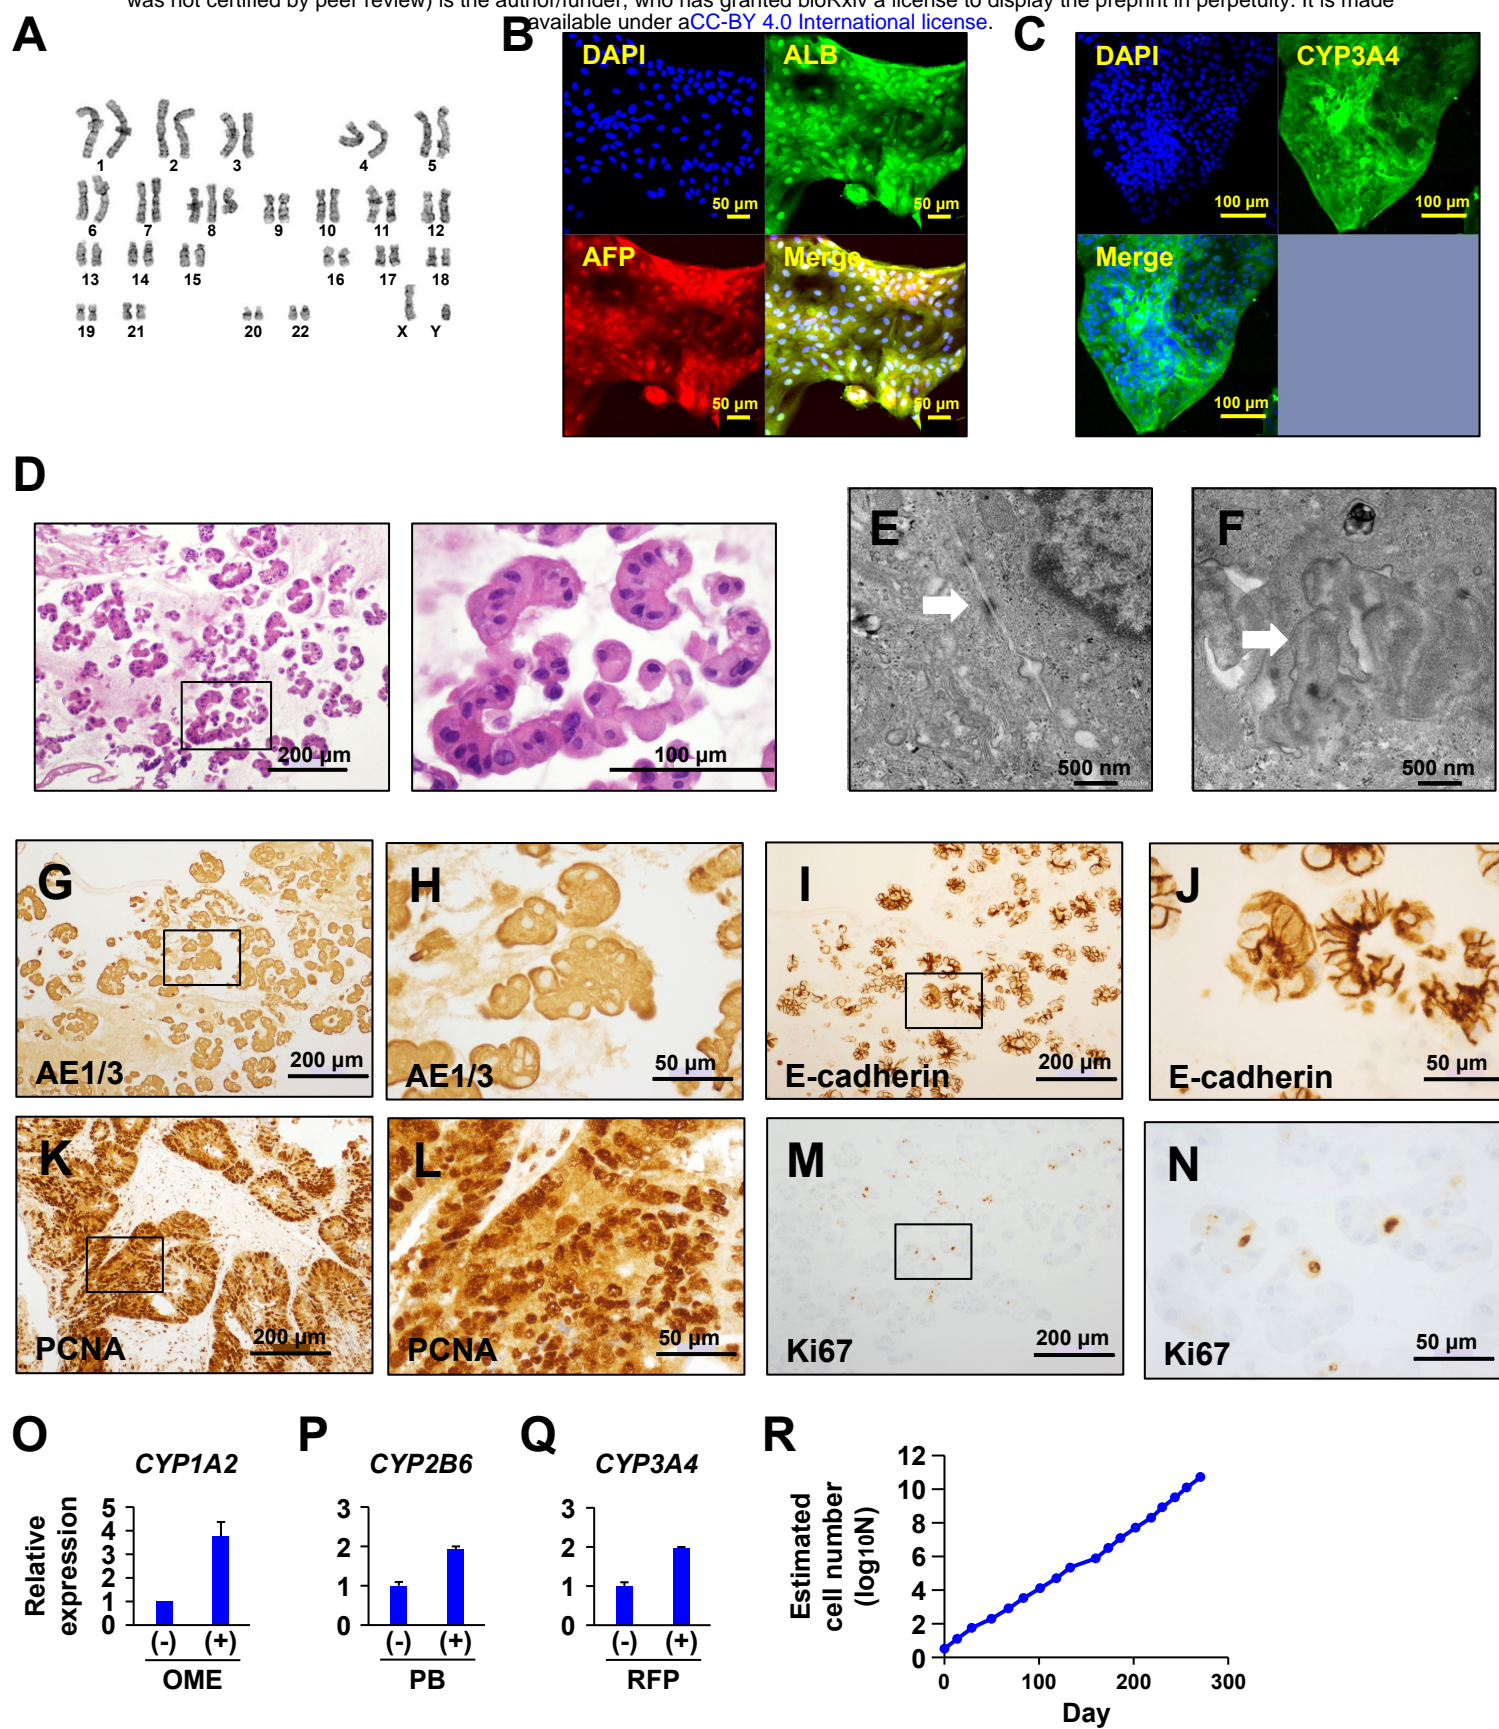 was not certified by peer review) is the author/funder, who has granted bioRxiv a license to display the preprint in perpetuity. It is made
available under aCC-BY 4.0 International license.
A
1 2 3 4 5
6 7 8 9 10 11 12
13 14 15 16 17 18
19 21 20 22 X Y
B
DAPI ALB
50 µm 50 µm
AFP Merge
50 µm 50 µm
C
DAPI CYP3A4
100 µm 100 µm
Merge
100 µm
D
200 µm
100 µm
E
500 nm
F
500 nm
G
AE1/3
200 µm
H
AE1/3
50 µm
I
E-cadherin
200 µm
J
E-cadherin
50 µm
K
PCNA
200 µm
L
PCNA
50 µm
M
Ki67
200 µm
N
Ki67
50 µm
O
CYP1A2
Relative
expression
5
4
3
2
1
0
(-) (+)
OME
P
CYP2B6
3
2
1
0
(-) (+)
PB
Q
CYP3A4
3
2
1
0
(-) (+)
RFP
R
Estimated
cell number
(log10N)
12
10
8
6
4
2
0
0 100 200 300
Day